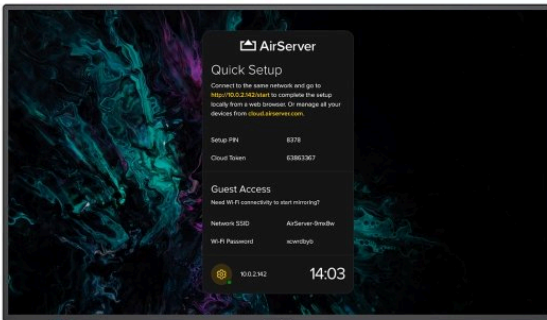 AirServer
Quick Setup
Connect to the same network and go to
http://10.0.2.142/start to complete the setup
locally from a web browser. Or manage all your
devices from cloud.airserver.com.
Setup PIN 8378
Cloud Token 63863367
Guest Access
Need Wi-Fi connectivity to start mirroring?
Network SSID AirServer-9mx8w
Wi-Fi Password xcwrdbyb
10.0.2.142 14:03